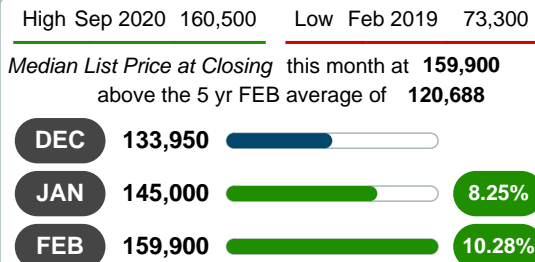 High Sep 2020 160,500 Low Feb 2019 73,300
Median List Price at Closing this month at 159,900
above the 5 yr FEB average of 120,688
DEC 133,950
JAN 145,000 8.25%
FEB 159,900 10.28%